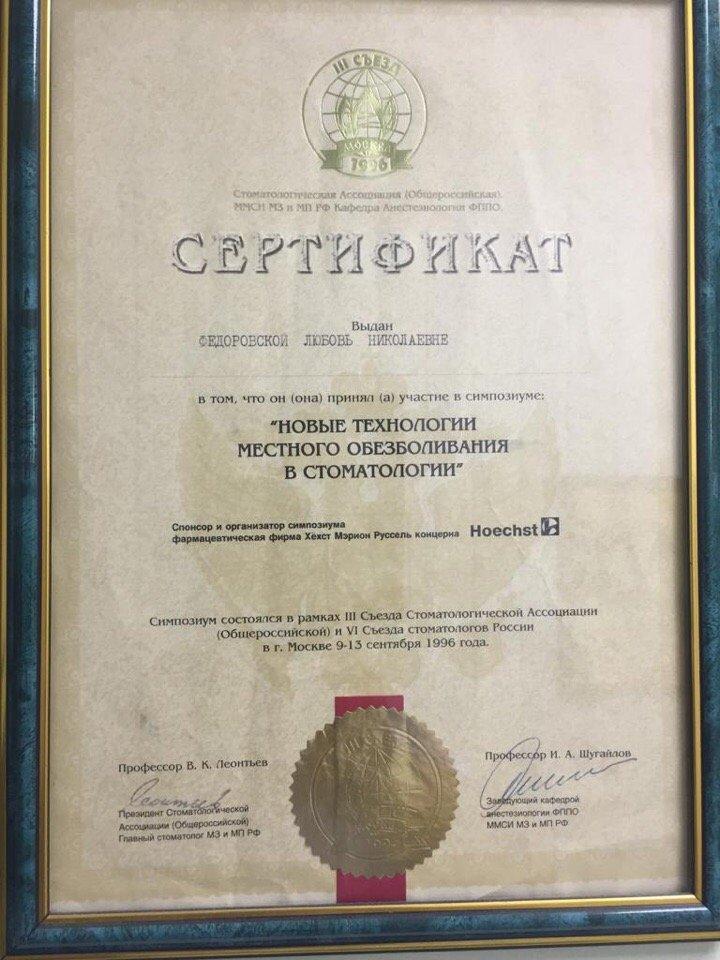 III СЪЕЗД
МОСКВА
1996
Стоматологическая Ассоциация (Общероссийская).
ММСИ МЗ и МП РФ Кафедра Анестезиологии ФППО.
СЕРТИФИКАТ
Выдан
ФЕДОРОВСКОЙ ЛЮБОВЬ НИКОЛАЕВНЕ
в том, что он (она) принял (а) участие в симпозиуме:
"НОВЫЕ ТЕХНОЛОГИИ
МЕСТНОГО ОБЕЗБОЛИВАНИЯ
В СТОМАТОЛОГИИ"
Спонсор и организатор симпозиума
фармацевтическая фирма Хёхст Мэрион Руссель концерна Hoechst
Симпозиум состоялся в рамках III Съезда Стоматологической Ассоциации
(Общероссийской) и VI Съезда стоматологов России
в г. Москве 9-13 сентября 1996 года.
Профессор В. К. Леонтьев
Леонтьев
Президент Стоматологической
Ассоциации (Общероссийской)
Главный стоматолог МЗ и МП РФ
III СЪЕЗД
Профессор И. А. Шугайлов
Заведующий кафедрой
анестезиологии ФППО
ММСИ МЗ и МП РФ